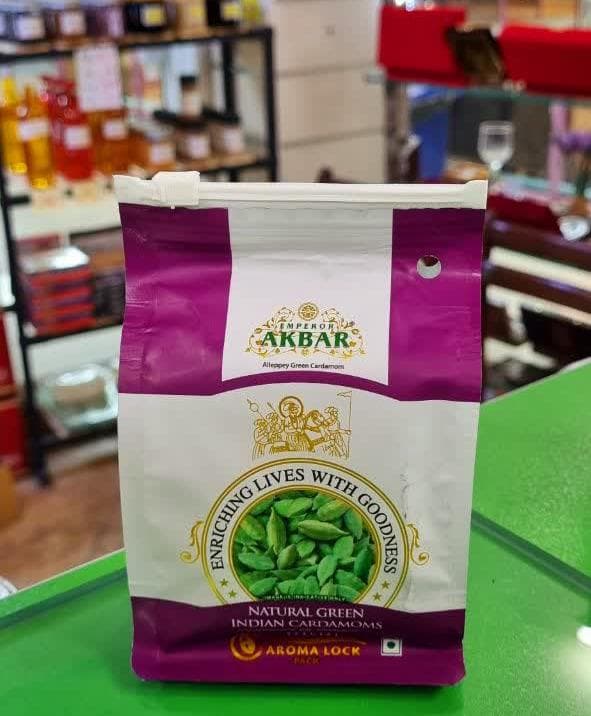 EMPEROR
AKBAR
Alleppey Green Cardamom
ENRICHING LIVES WITH GOODNESS
NATURAL GREEN
INDIAN CARDAMOMS
AROMA LOCK
PACK